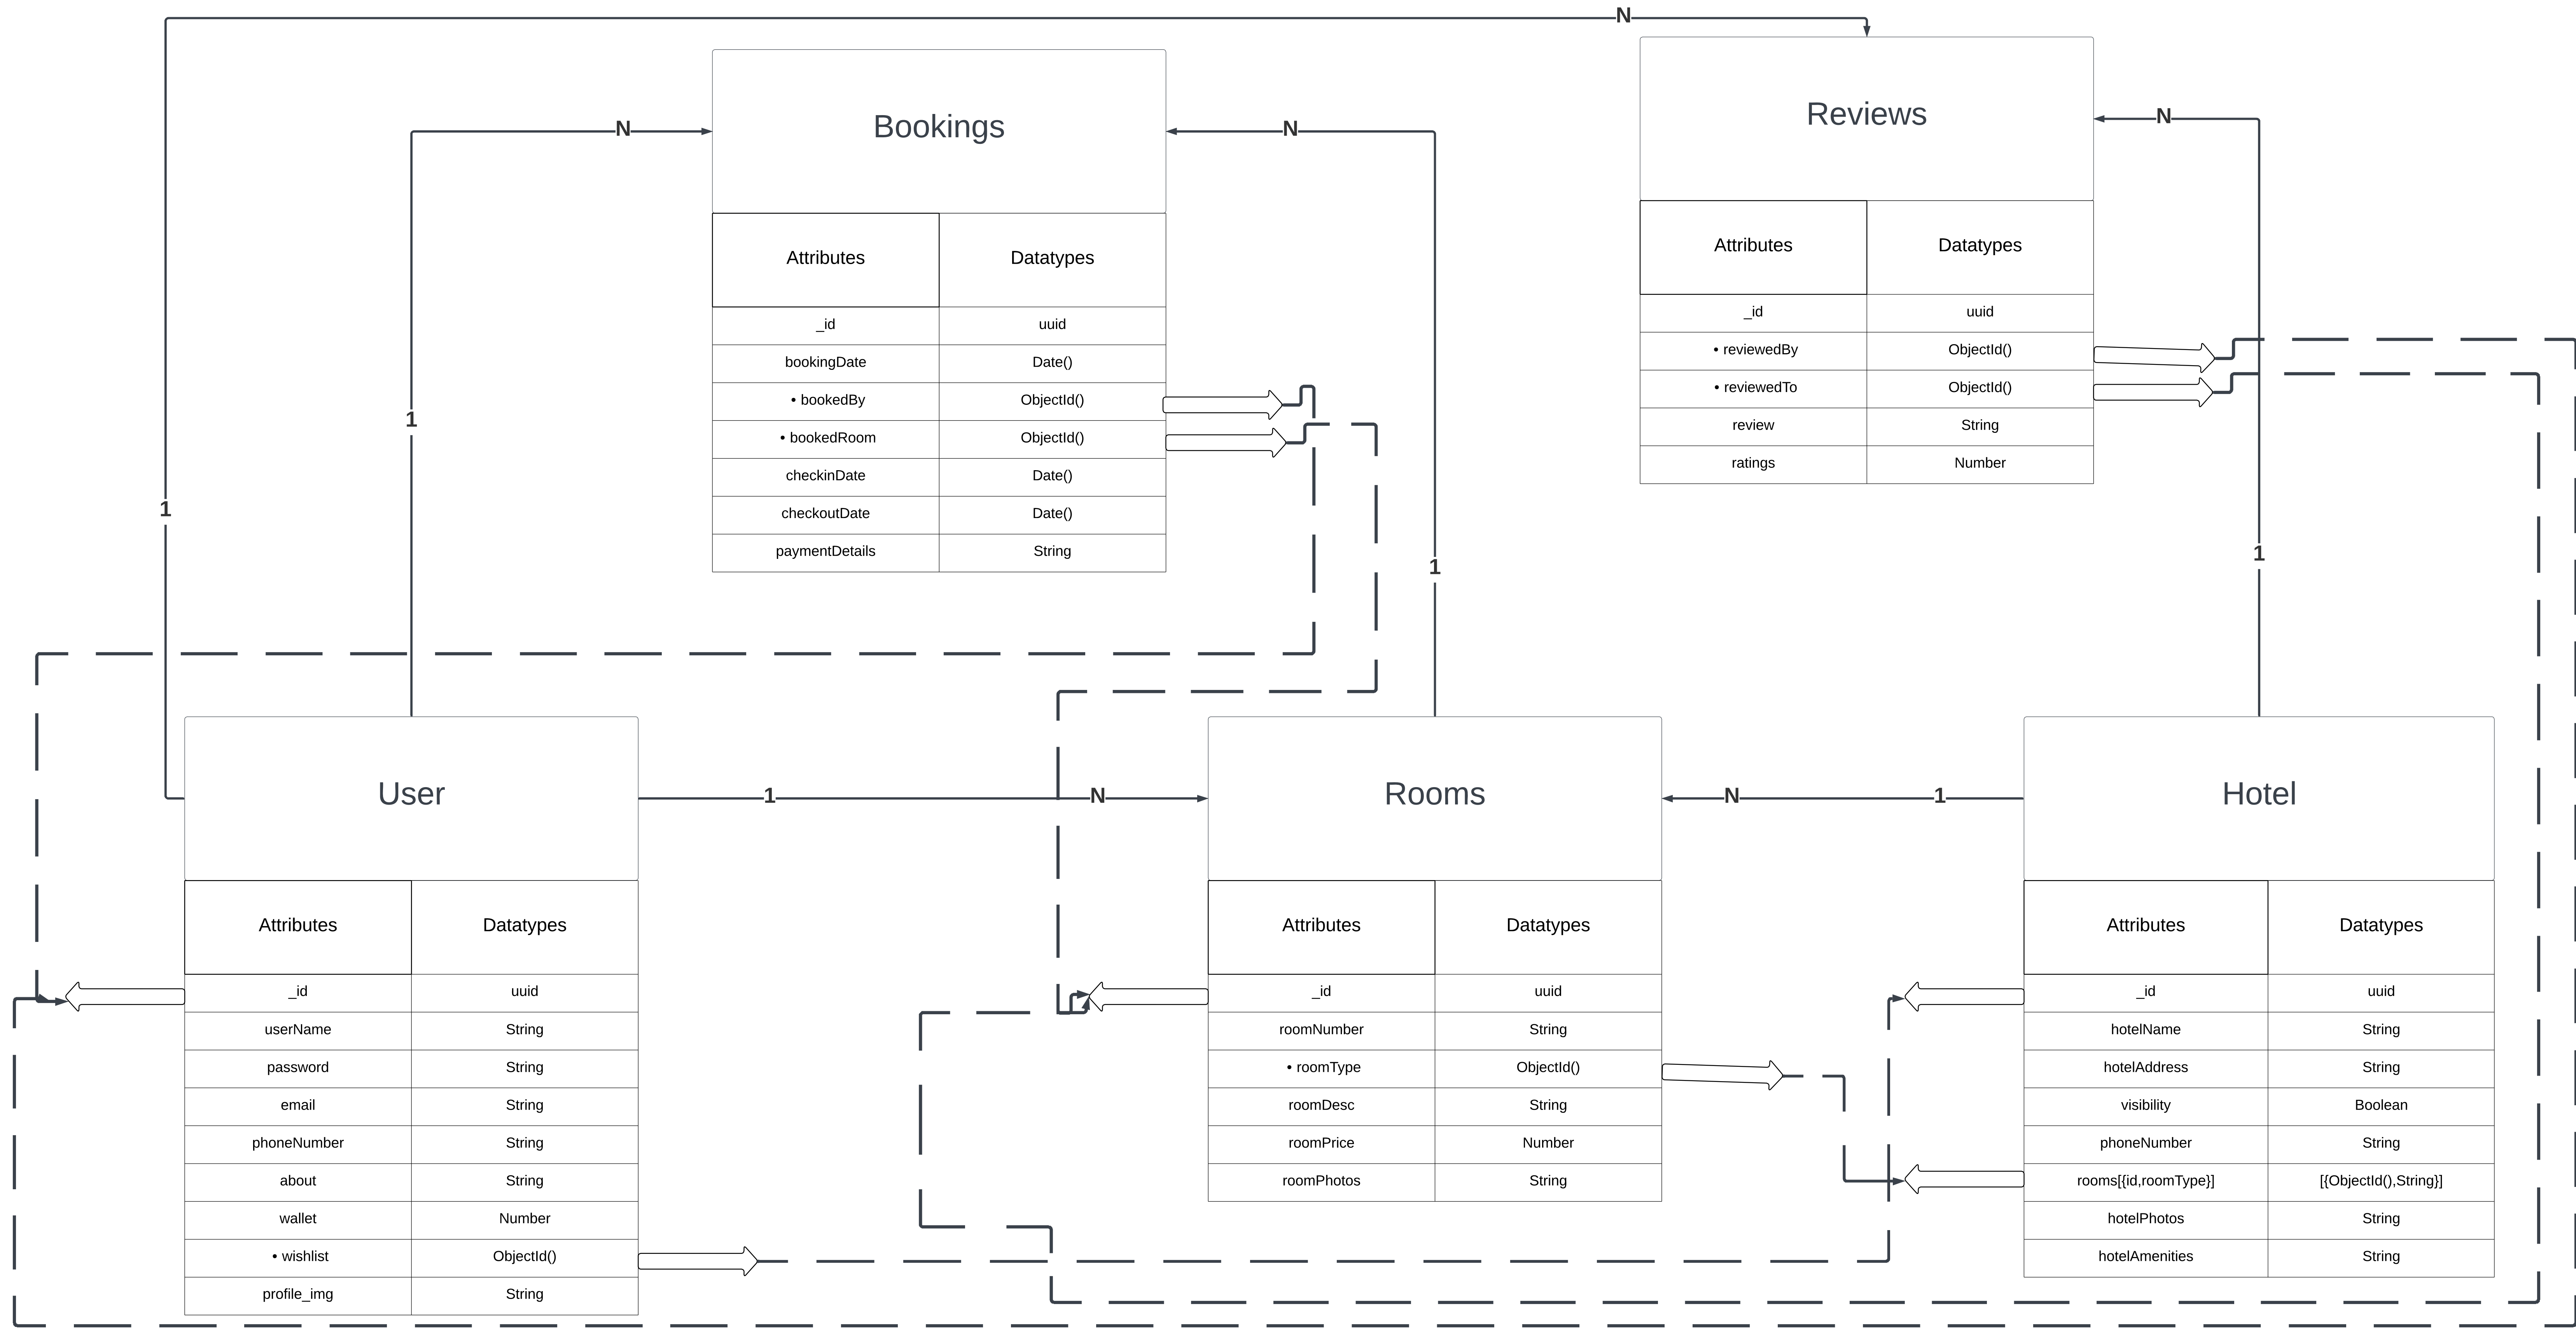 N
Bookings
Attributes Datatypes
_id uuid
bookingDate Date()
• bookedBy ObjectId()
• bookedRoom ObjectId()
checkinDate Date()
checkoutDate Date()
paymentDetails String
N
N
1
1
1
Reviews
Attributes Datatypes
_id uuid
• reviewedBy ObjectId()
• reviewedTo ObjectId()
review String
ratings Number
N
1
User
Attributes Datatypes
_id uuid
userName String
password String
email String
phoneNumber String
about String
wallet Number
• wishlist ObjectId()
profile_img String
1 N
Rooms
Attributes Datatypes
_id uuid
roomNumber String
• roomType ObjectId()
roomDesc String
roomPrice Number
roomPhotos String
N 1
Hotel
Attributes Datatypes
_id uuid
hotelName String
hotelAddress String
visibility Boolean
phoneNumber String
rooms[{id,roomType}] [{ObjectId(),String}]
hotelPhotos String
hotelAmenities String